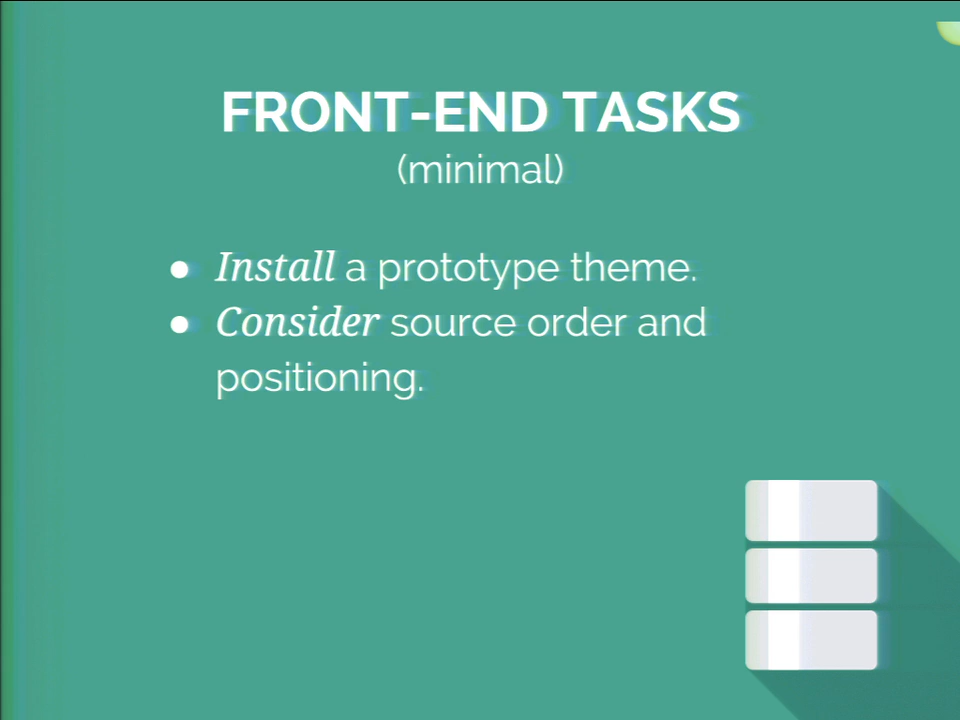 FRONT-END TASKS
(minimal)
● Install a prototype theme.
● Consider source order and
positioning.